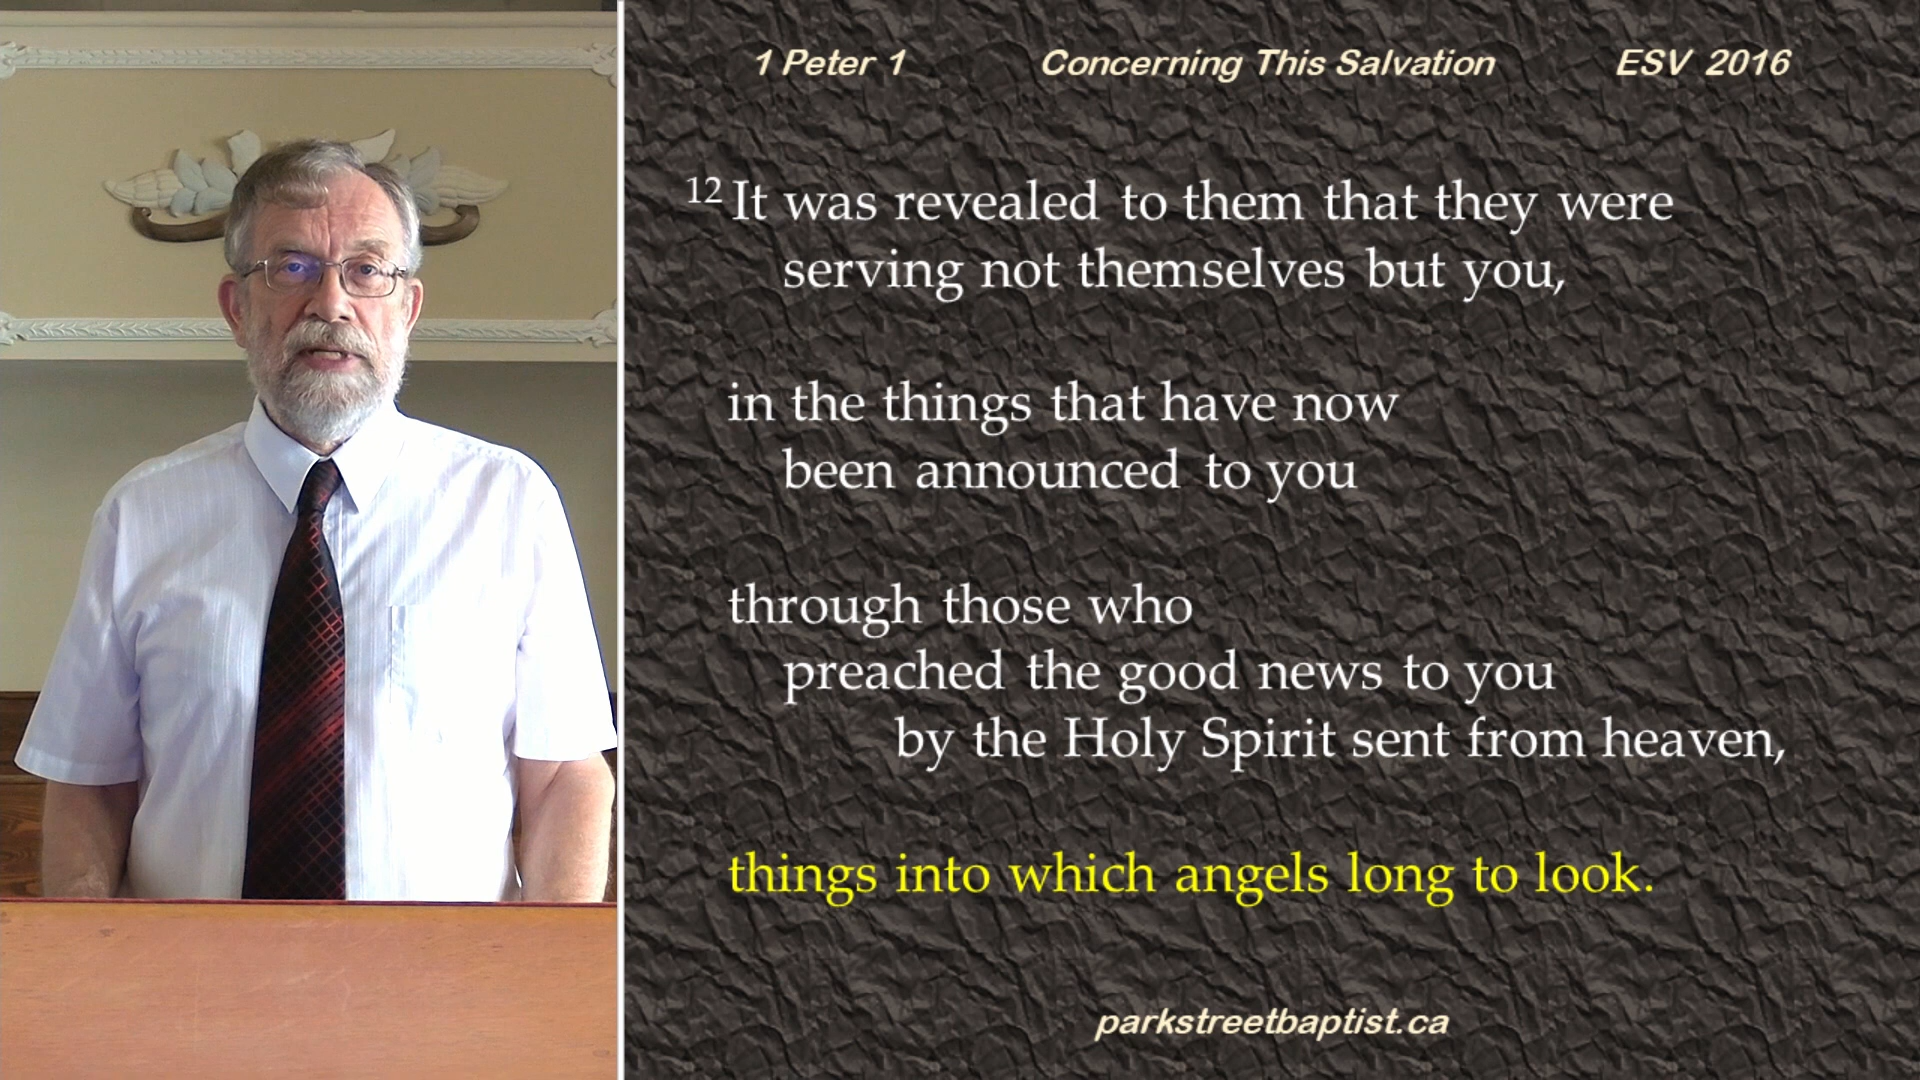 1 Peter 1 Concerning This Salvation ESV 2016
12 It was revealed to them that they were
serving not themselves but you,
in the things that have now
been announced to you
through those who
preached the good news to you
by the Holy Spirit sent from heaven,
things into which angels long to look.
parkstreetbaptist.ca